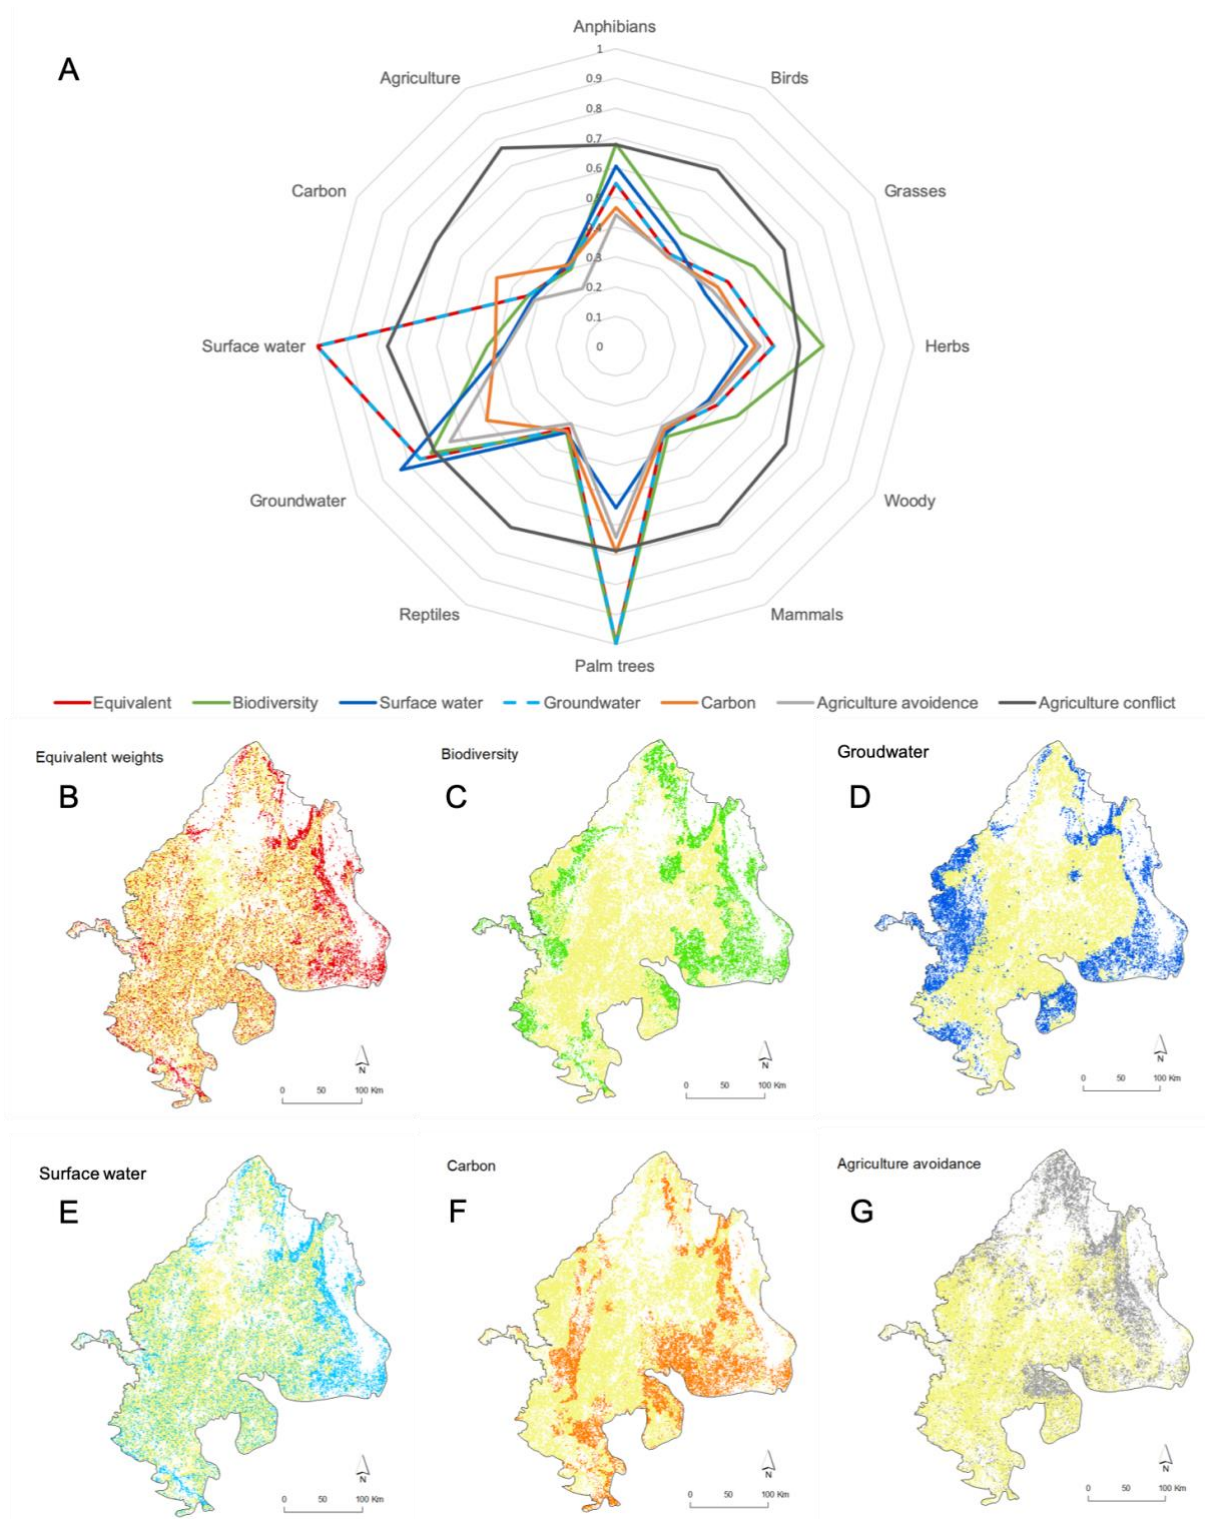 A
Anphibians
Agriculture
Birds
Carbon
Grasses
Surface water
Herbs
Groundwater
Woody
Reptiles
Mammals
Palm trees
1
0.9
0.8
0.7
0.6
0.3
0.2
0.1
0
Equivalent
Biodiversity
Surface water
Groundwater
Carbon
Agriculture avoidence
Agriculture conflict
Equivalent weights
B
N
0 50 100 Km
Biodiversity
C
N
0 50 100 Km
Groudwater
D
N
0 50 100 Km
Surface water
E
N
0 50 100 Km
Carbon
F
N
0 50 100 Km
Agriculture avoidance
G
N
0 50 100 Km